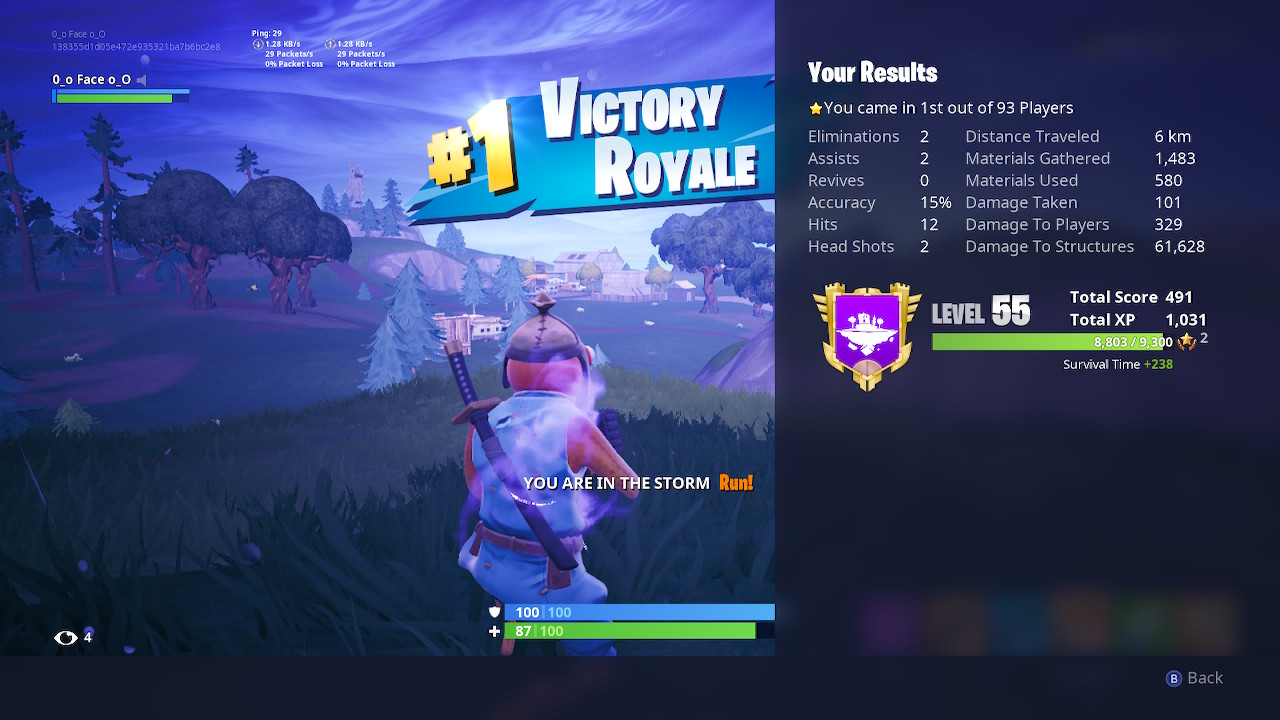 0_o Face o_O
138355d1d05e472e935321ba7b6bc2e8
Ping: 29
1.28 KB/s 1.28 KB/s
29 Packets/s 29 Packets/s
0% Packet Loss 0% Packet Loss
0_o Face o_O
#1 VICTORY
ROYALE
YOU ARE IN THE STORM Run!
100 | 100
87 | 100
4
Your Results
You came in 1st out of 93 Players
Eliminations 2 Distance Traveled 6 km
Assists 2 Materials Gathered 1,483
Revives 0 Materials Used 580
Accuracy 15% Damage Taken 101
Hits 12 Damage To Players 329
Head Shots 2 Damage To Structures 61,628
LEVEL 55
Total Score 491
Total XP 1,031
8,803 / 9,300 2
Survival Time +238
B Back